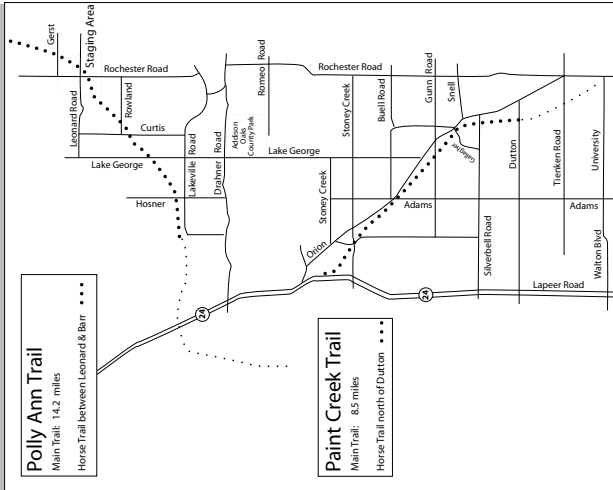 Gerst
Staging Area
Leonard Road
Rochester Road
Rowland
Curtis
Lake George
Hosner
Lakeville Road
Drahner Road
Addison
Oaks
County Park
Romeo Road
Rochester Road
Stoney Creek
Buell Road
Gunn Road
Snell
Lake George
Gallagher
Dutton
Tienken Road
University
Stoney Creek
Adams
Adams
Orion
Silverbell Road
Walton Blvd
Lapeer Road
24
24
Polly Ann Trail
Main Trail: 14.2 miles
Horse Trail between Leonard & Barr
Paint Creek Trail
Main Trail: 8.5 miles
Horse Trail north of Dutton